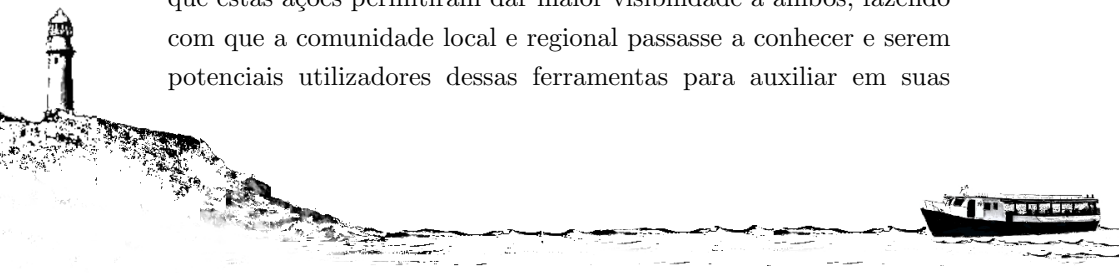 que estas ações permitiram dar maior visibilidade a ambos, fazendo
com que a comunidade local e regional passasse a conhecer e serem
potenciais utilizadores dessas ferramentas para auxiliar em suas